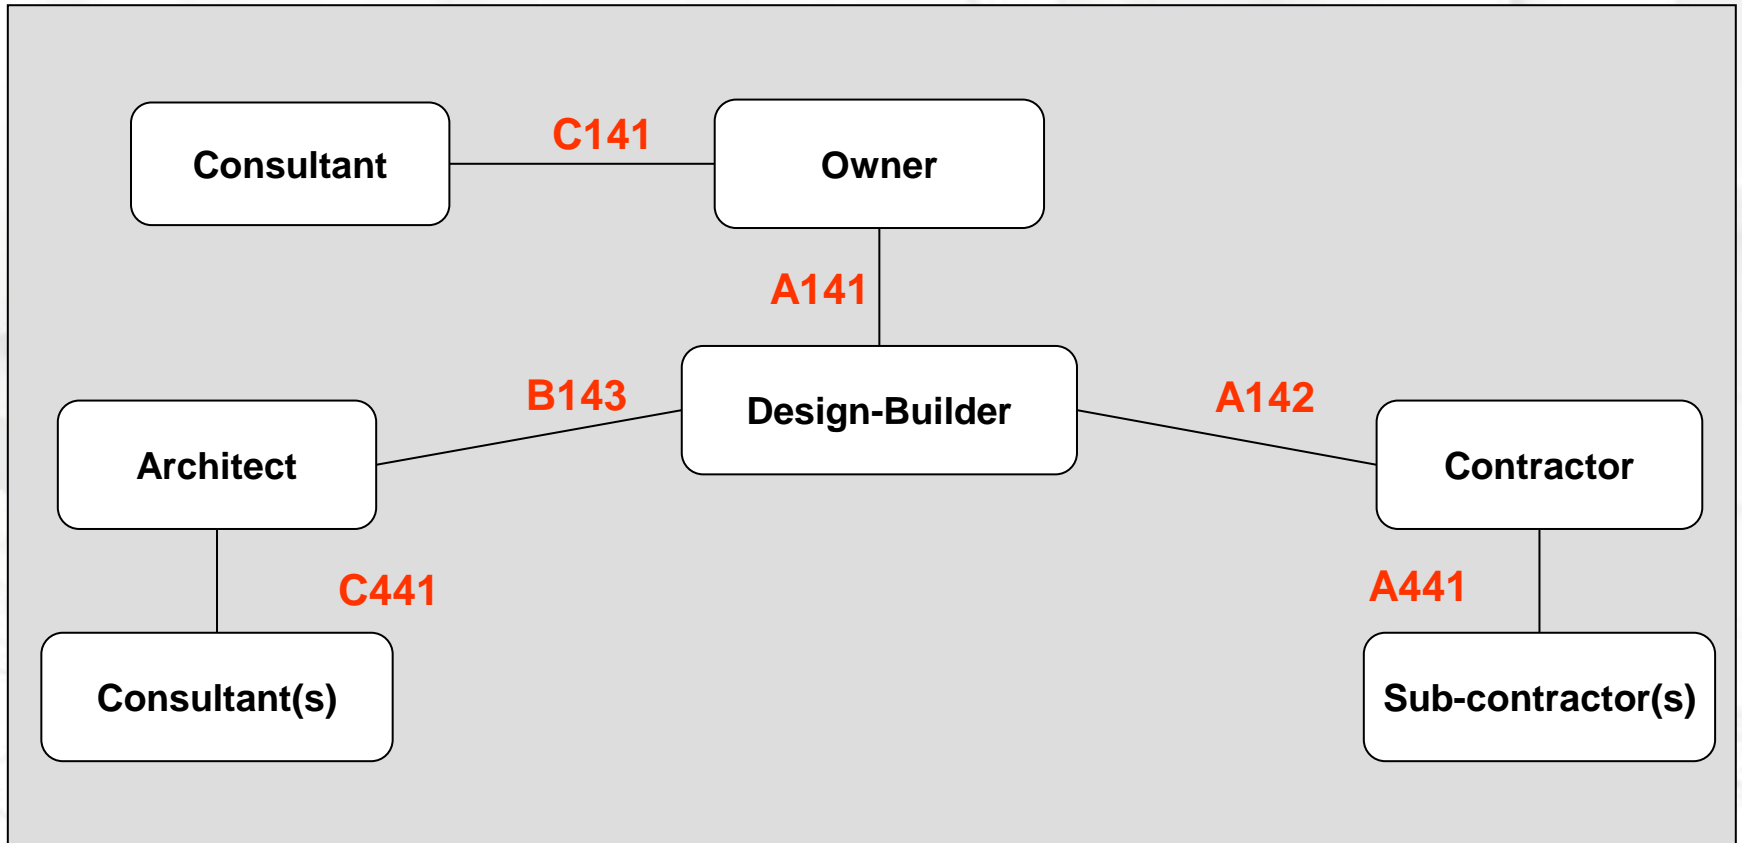 Consultant
C141
Owner
A141
Design-Builder
B143
A142
Architect
Contractor
C441
A441
Consultant(s)
Sub-contractor(s)